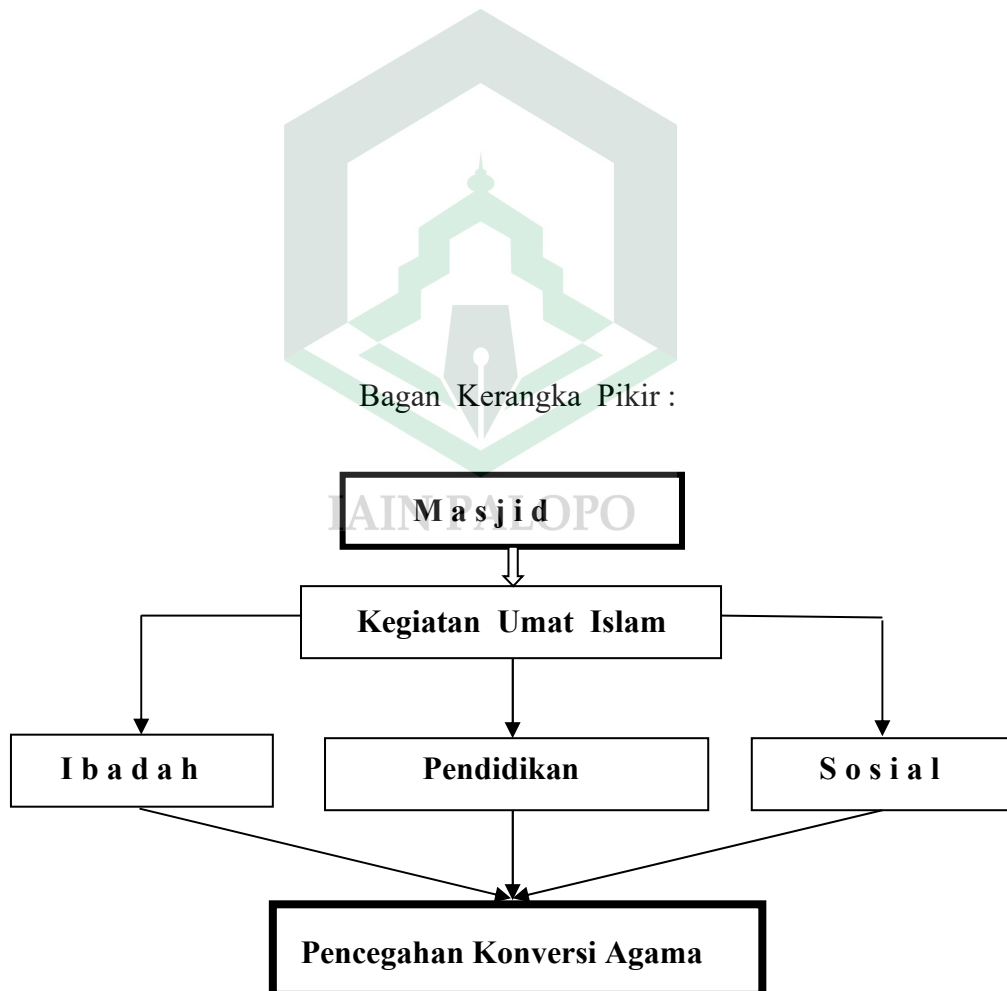 Bagan Kerangka Pikir :
M a s j i d
IAIN PALOPO
Kegiatan Umat Islam
I b a d a h
Pendidikan
S o s i a l
Pencegahan Konversi Agama